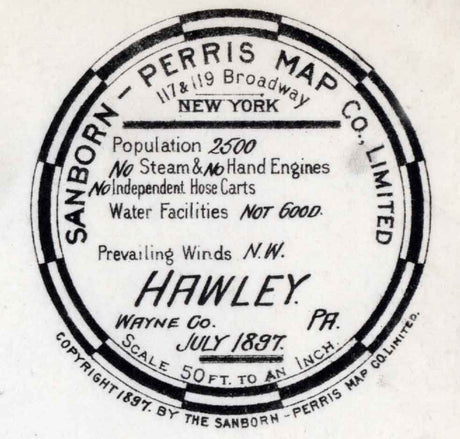 SANBORN - PERRIS MAP CO., LIMITED
117 & 119 Broadway
NEW YORK
Population 2500
No Steam & No Hand Engines
No Independent Hose Carts
Water Facilities NOT GOOD.
Prevailing Winds N.W.
HAWLEY.
WAYNE CO. PA.
JULY 1897.
SCALE 50 FT. TO AN INCH.
COPYRIGHT 1897. BY THE SANBORN - PERRIS MAP CO. LIMITED.